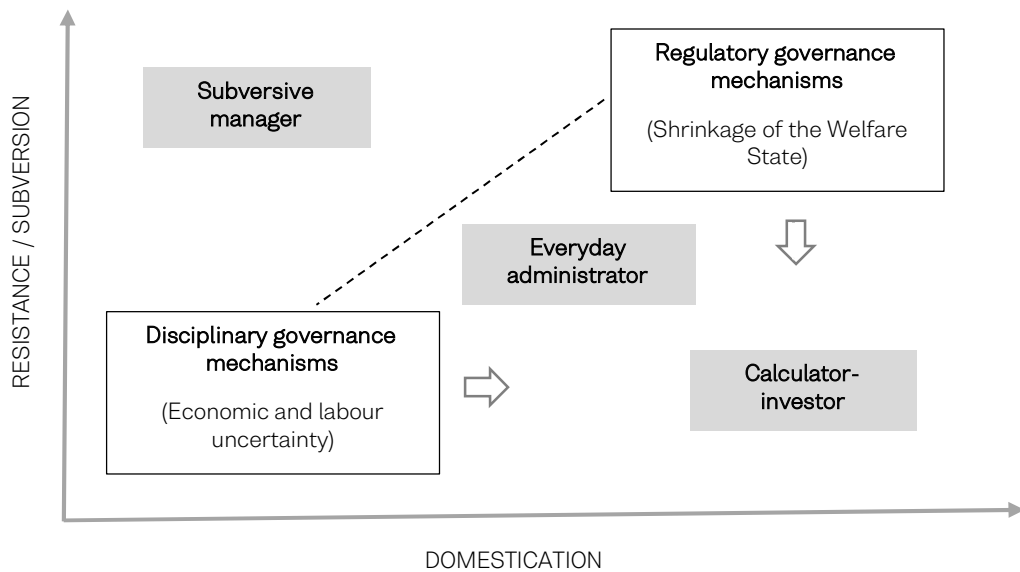 RESISTANCE / SUBVERSION
Subversive
manager
Regulatory governance
mechanisms
(Shrinkage of the Welfare
State)
Everyday
administrator
Disciplinary governance
mechanisms
(Economic and labour
uncertainty)
Calculator-
investor
DOMESTICATION